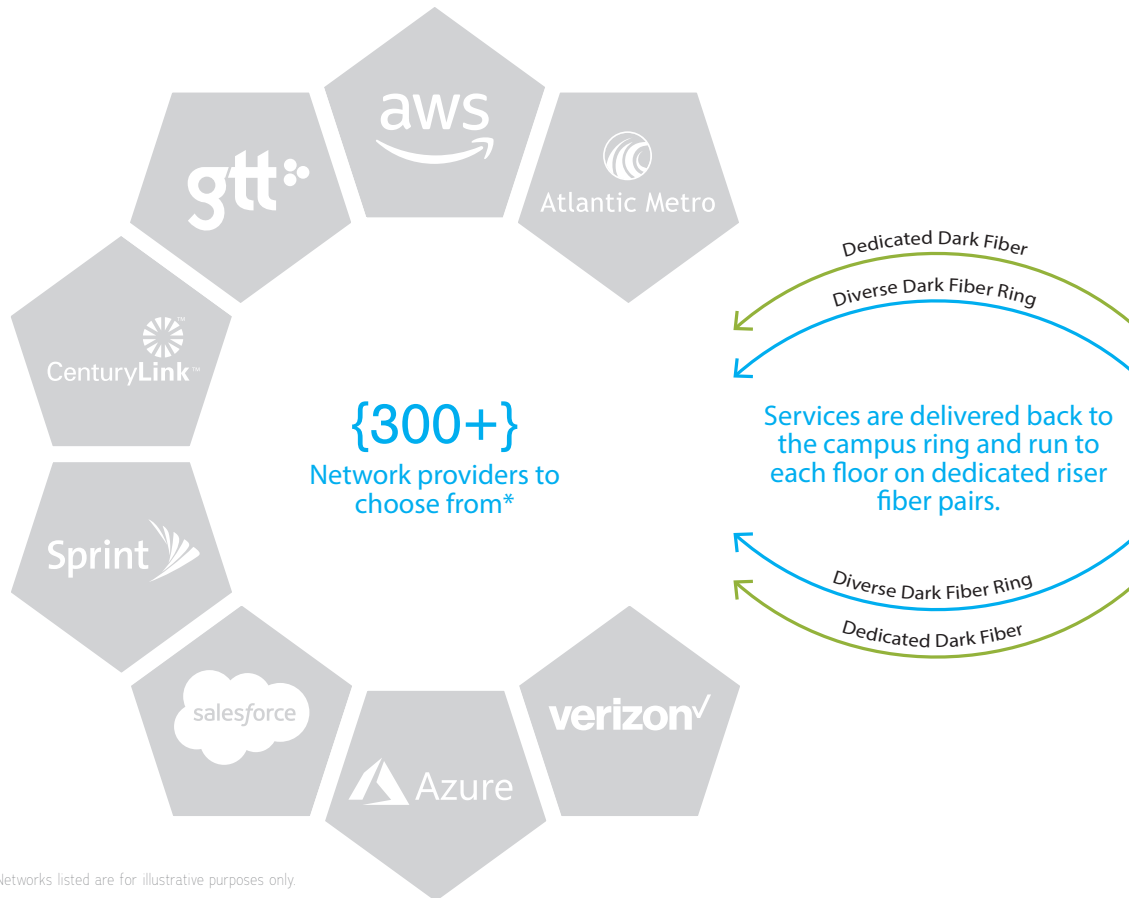 aws
gtt
Atlantic Metro
Dedicated Dark Fiber
Diverse Dark Fiber Ring
CenturyLink™
{300+}
Network providers to
choose from*
Services are delivered back to
the campus ring and run to
each floor on dedicated riser
fiber pairs.
Sprint
Diverse Dark Fiber Ring
Dedicated Dark Fiber
salesforce
verizon✓
Azure
Networks listed are for illustrative purposes only.